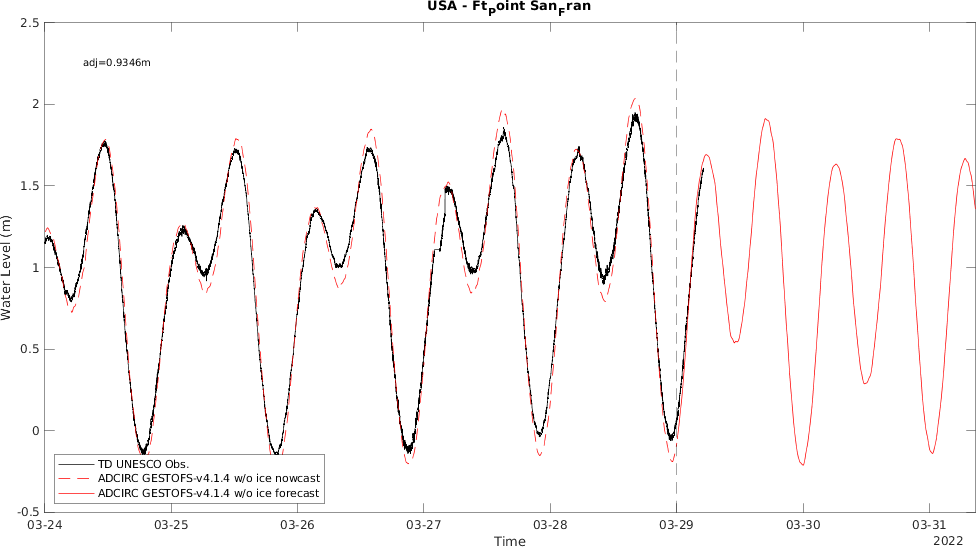 USA - FtPoint SanFran
adj=0.9346m
2.5
2
1.5
1
0.5
0
-0.5
Water Level (m)
TD UNESCO Obs.
ADCIRC GESTOFS-v4.1.4 w/o ice nowcast
ADCIRC GESTOFS-v4.1.4 w/o ice forecast
03-24 03-25 03-26 03-27 03-28 03-29 03-30 03-31
Time
2022